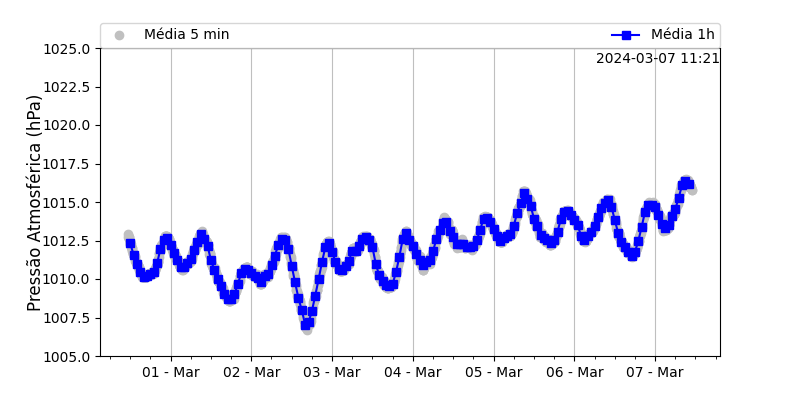 Média 5 min
Média 1h
2024-03-07 11:21
Pressão Atmosférica (hPa)
1025.0
1022.5
1020.0
1017.5
1015.0
1012.5
1010.0
1007.5
1005.0
01 - Mar
02 - Mar
03 - Mar
04 - Mar
05 - Mar
06 - Mar
07 - Mar